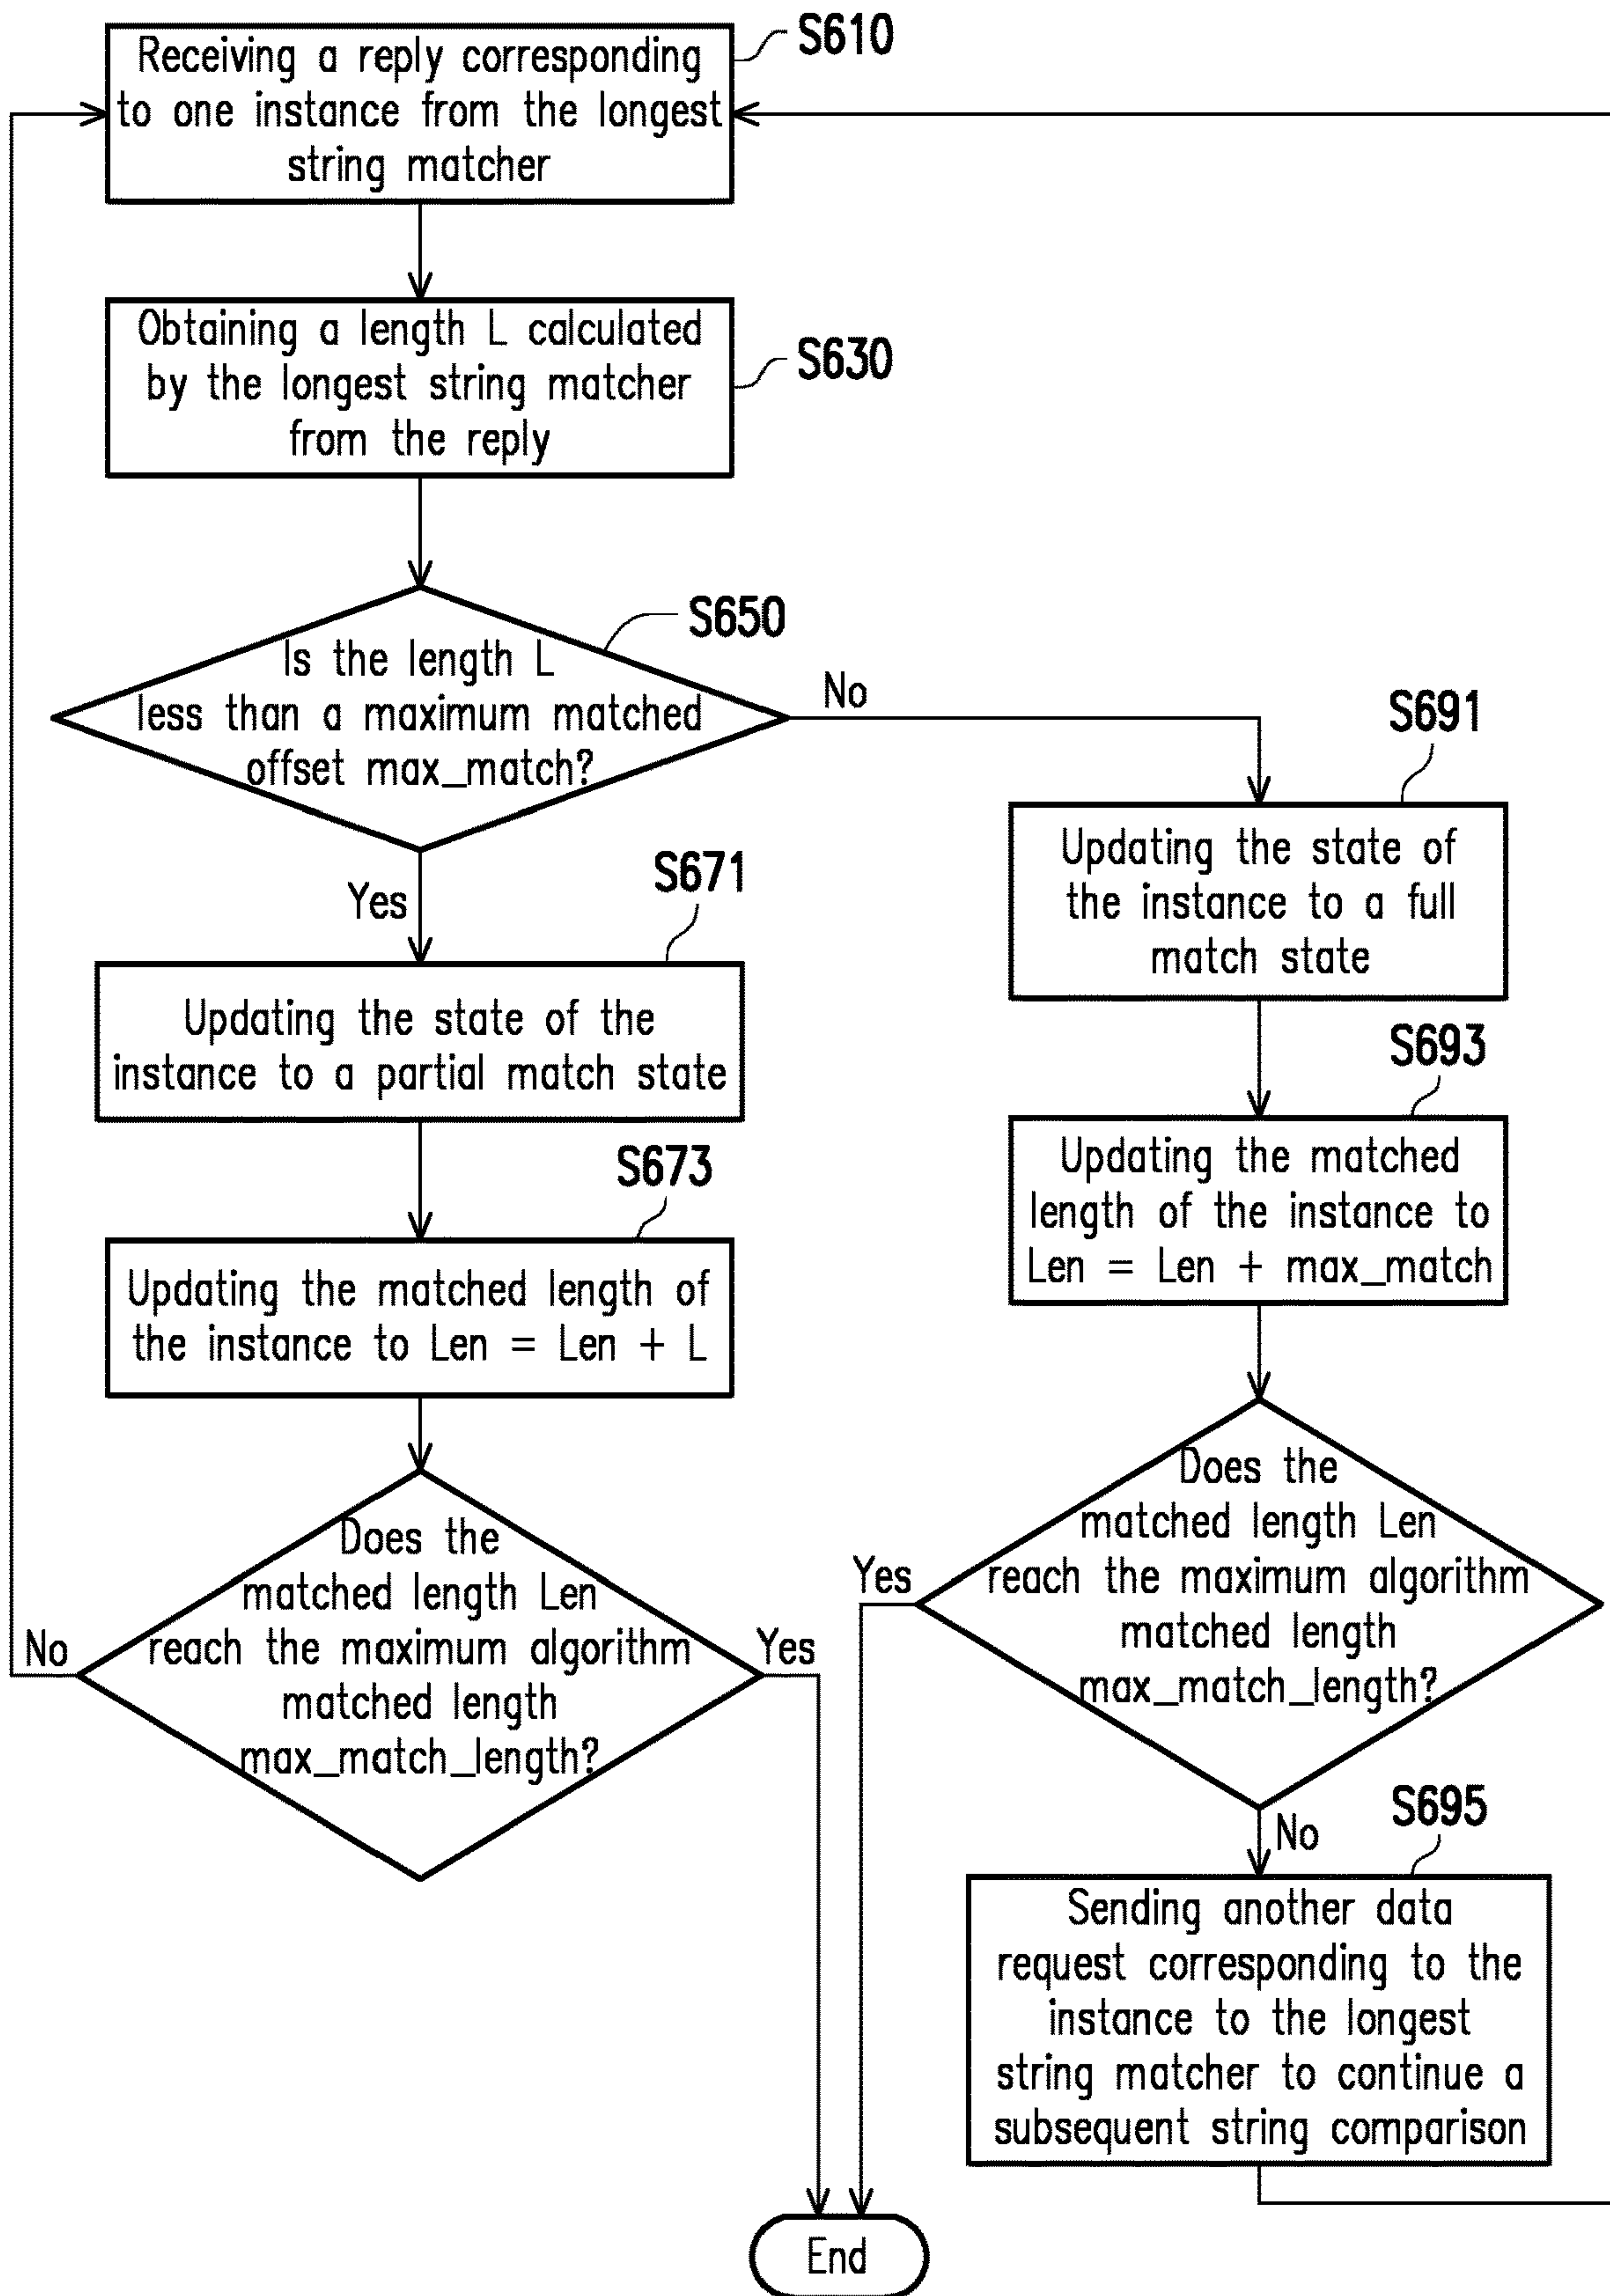 Receiving a reply corresponding
to one instance from the longest
string matcher
S610
Obtaining a length L calculated
by the longest string matcher
from the reply
S630
Is the length L
less than a maximum matched
offset max_match?
S650
No
Yes
S671
Updating the state of the
instance to a partial match state
S673
Updating the matched length of
the instance to Len = Len + L
Does the
matched length Len
reach the maximum algorithm
matched length
max_match_length?
No
Yes
S691
Updating the state of
the instance to a full
match state
S693
Updating the matched
length of the instance to
Len = Len + max_match
Does the
matched length Len
reach the maximum algorithm
matched length
max_match_length?
Yes
No
S695
Sending another data
request corresponding to the
instance to the longest
string matcher to continue a
subsequent string comparison
End